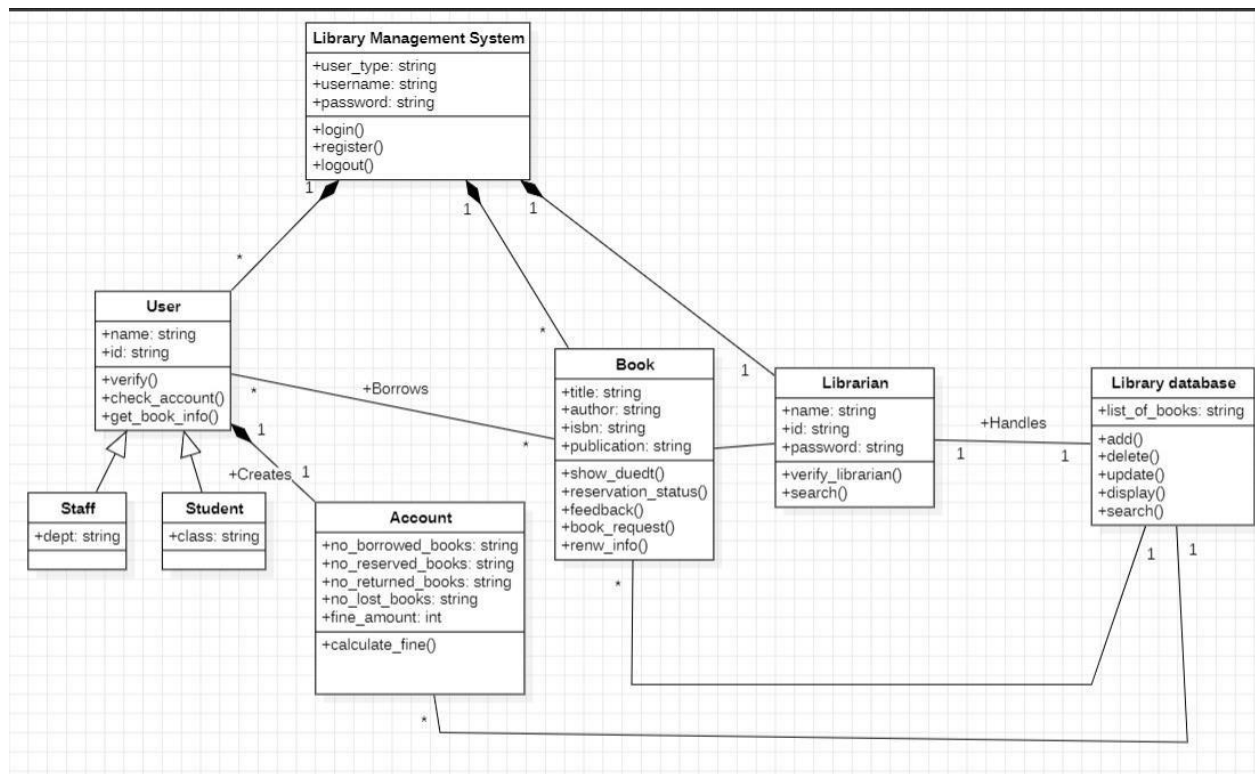 Library Management System
+user_type: string
+username: string
+password: string
+login()
+register()
+logout()
1
1
1
*
*
1
User
+name: string
+id: string
+verify()
+check_account()
+get_book_info()
*
+Borrows
*
1
+Creates
1
Staff
+dept: string
Student
+class: string
Account
+no_borrowed_books: string
+no_reserved_books: string
+no_returned_books: string
+no_lost_books: string
+fine_amount: int
+calculate_fine()
*
Book
+title: string
+author: string
+isbn: string
+publication: string
+show_duedt()
+reservation_status()
+feedback()
+book_request()
+renw_info()
*
Librarian
+name: string
+id: string
+password: string
+verify_librarian()
+search()
+Handles
1
1
Library database
+list_of_books: string
+add()
+delete()
+update()
+display()
+search()
1
1